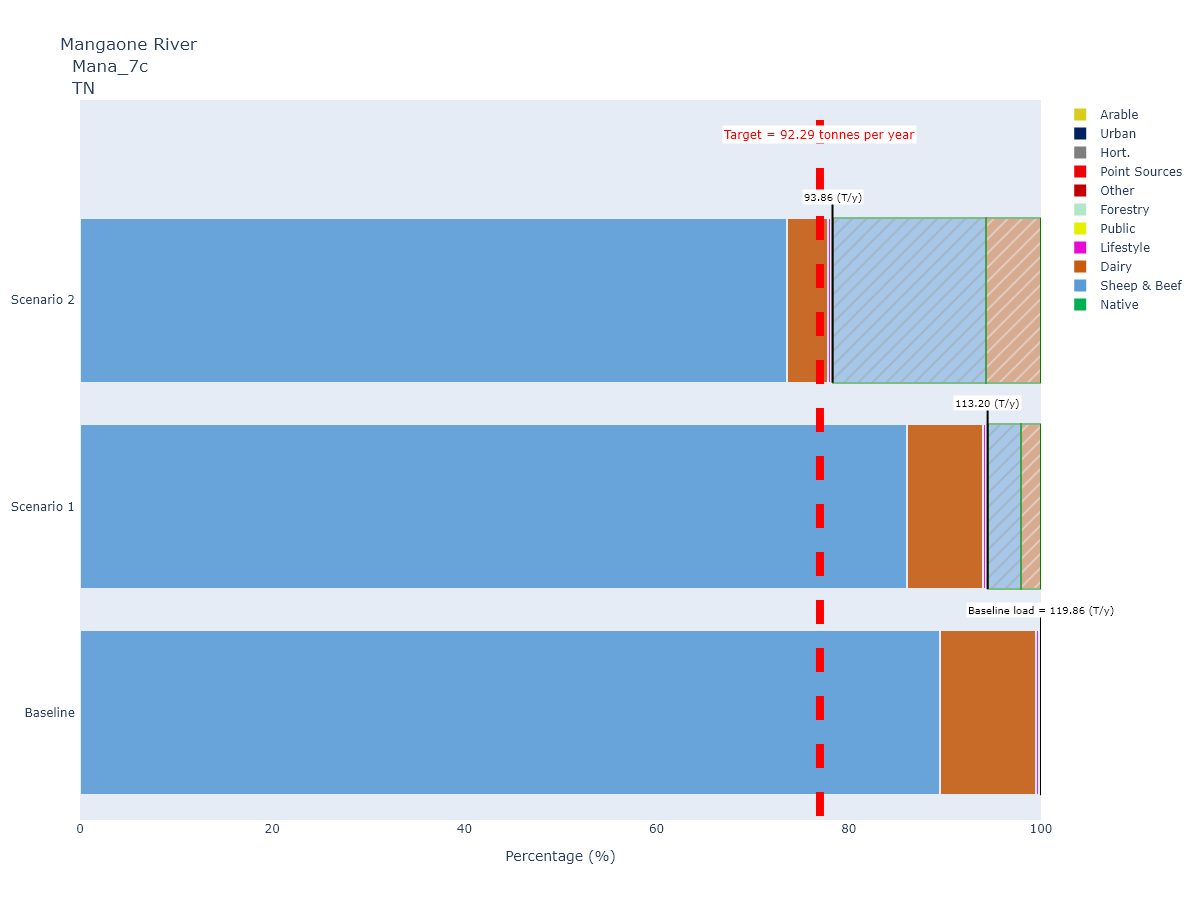 Mangaone River
Mana_7c
TN
Target = 92.29 tonnes per year
93.86 (T/y)
Scenario 2
113.20 (T/y)
Scenario 1
Baseline load = 119.86 (T/y)
Baseline
0 20 40 60 80 100
Percentage (%)
Arable
Urban
Hort.
Point Sources
Other
Forestry
Public
Lifestyle
Dairy
Sheep & Beef
Native